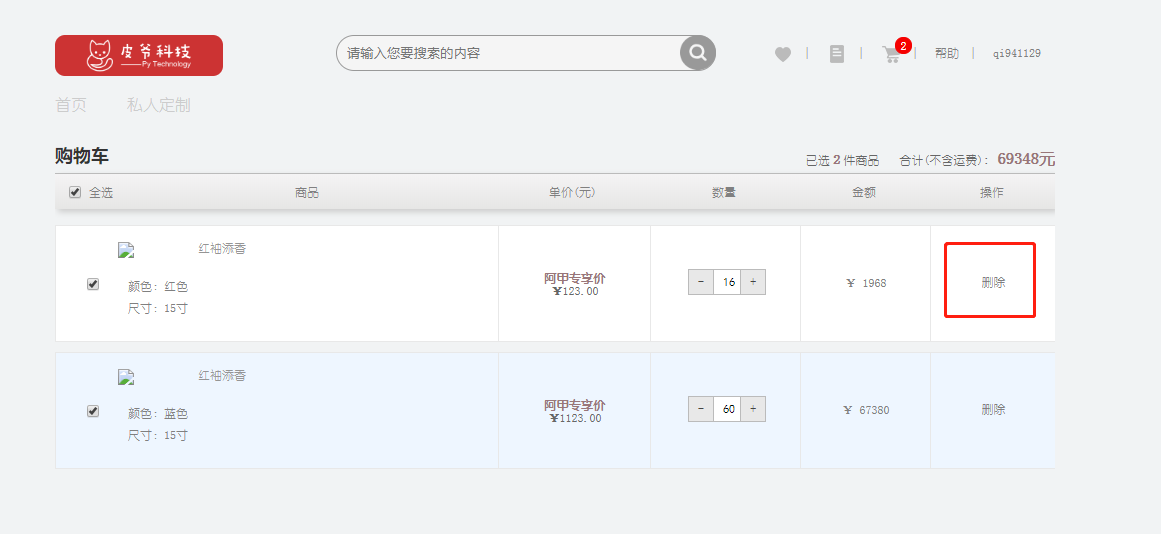 皮爷科技
Py Technology
请输入您要搜索的内容
2
帮助
qi941129
首页 私人定制
购物车
已选 2 件商品 合计(不含运费): 69348元
全选 商品 单价(元) 数量 金额 操作
红袖添香
颜色: 红色
尺寸: 15寸
阿甲专享价
¥123.00
- 16 +
¥ 1968
删除
红袖添香
颜色: 蓝色
尺寸: 15寸
阿甲专享价
¥1123.00
- 60 +
¥ 67380
删除